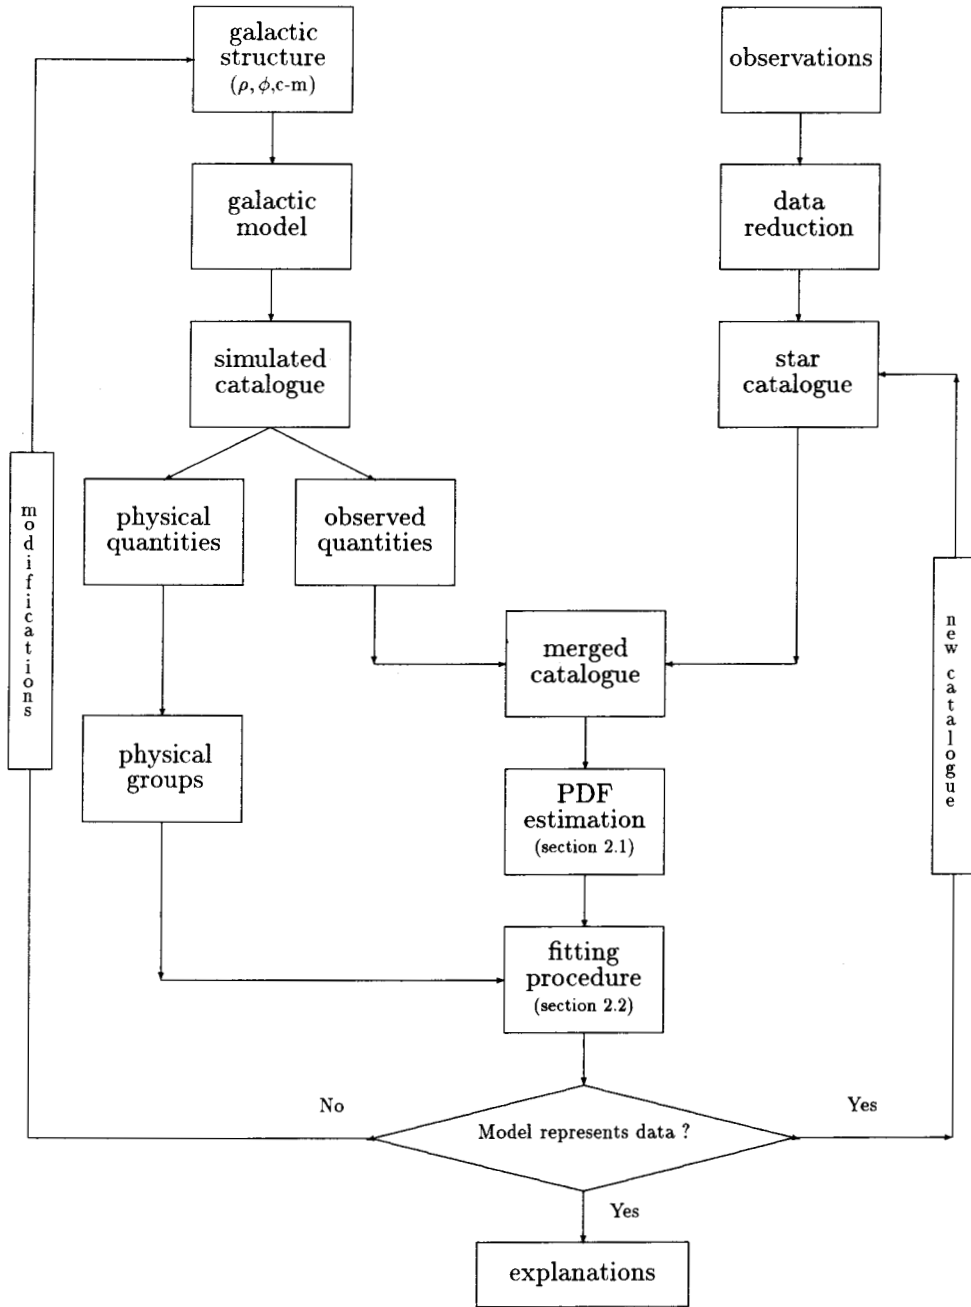 galactic
structure
(ρ, ϕ,c-m)
observations
galactic
model
data
reduction
simulated
catalogue
star
catalogue
modifications
physical
quantities
observed
quantities
new catalogue
merged
catalogue
physical
groups
PDF
estimation
(section 2.1)
fitting
procedure
(section 2.2)
No
Yes
Model represents data ?
Yes
explanations